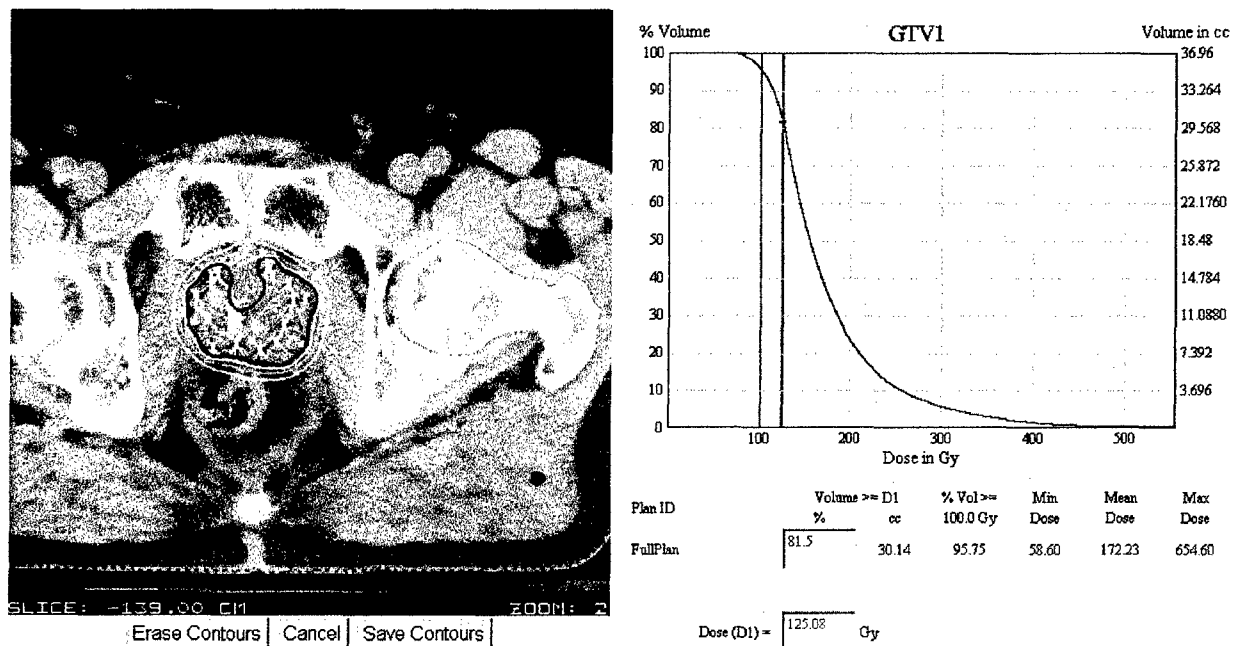 SLICE: -139.00 CM ZOOM: 2
Erase Contours Cancel Save Contours
% Volume GTV1 Volume in cc
100 36.96
90 33.264
80 29.568
70 25.872
60 22.1760
50 18.48
40 14.784
30 11.0880
20 7.392
10 3.696
0
100 200 300 400 500
Dose in Gy
Plan ID Volume >= D1 % Vol >= Min Mean Max
% cc 100.0 Gy Dose Dose Dose
FullPlan 81.5 30.14 95.75 58.60 172.23 654.60
Dose (D1) = 125.08 Gy